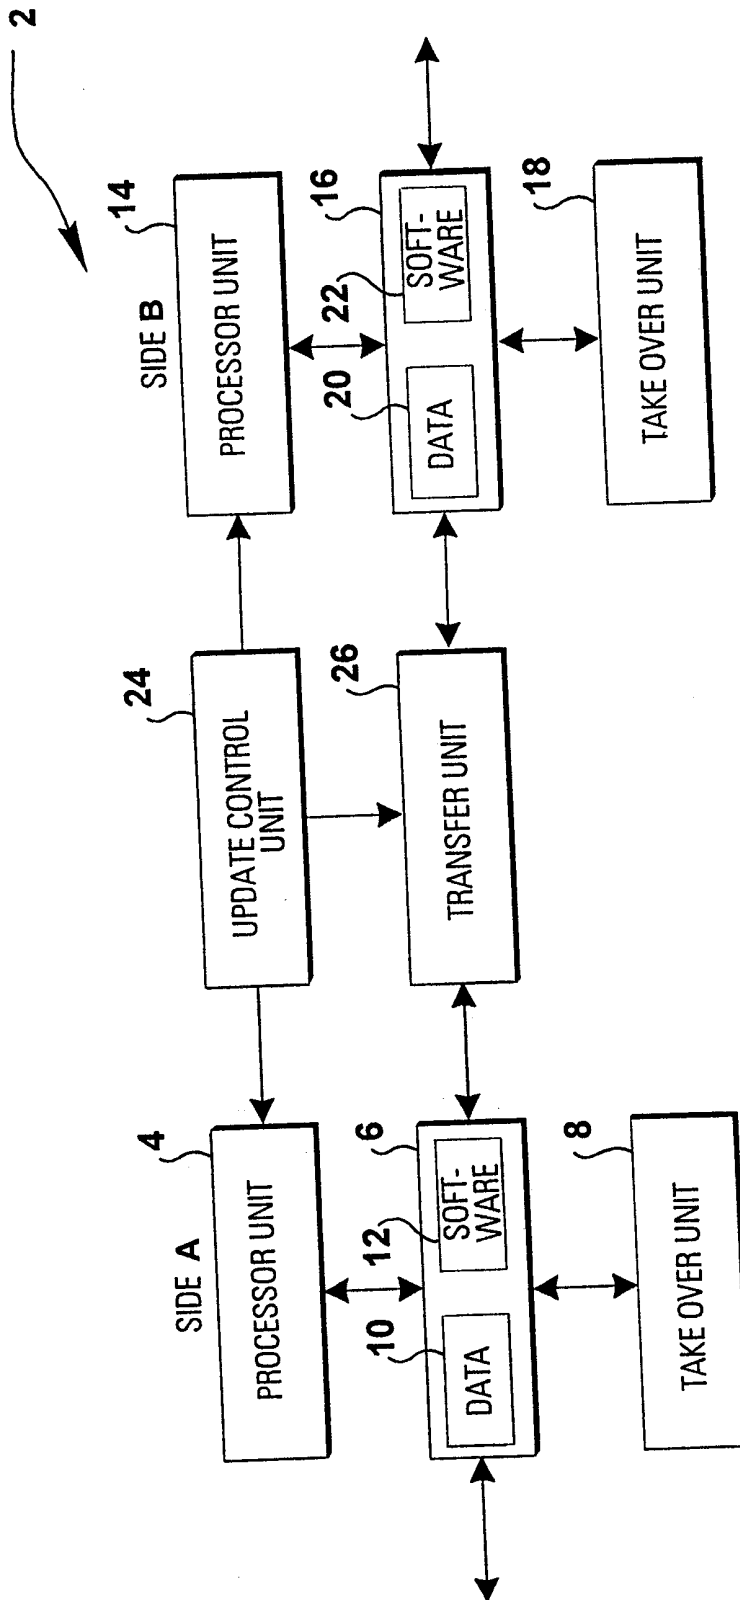 2
SIDE A
SIDE B
4
PROCESSOR UNIT
24
UPDATE CONTROL
UNIT
14
PROCESSOR UNIT
6
10
DATA
12
SOFT-
WARE
26
TRANSFER UNIT
16
20
DATA
22
SOFT-
WARE
8
TAKE OVER UNIT
18
TAKE OVER UNIT